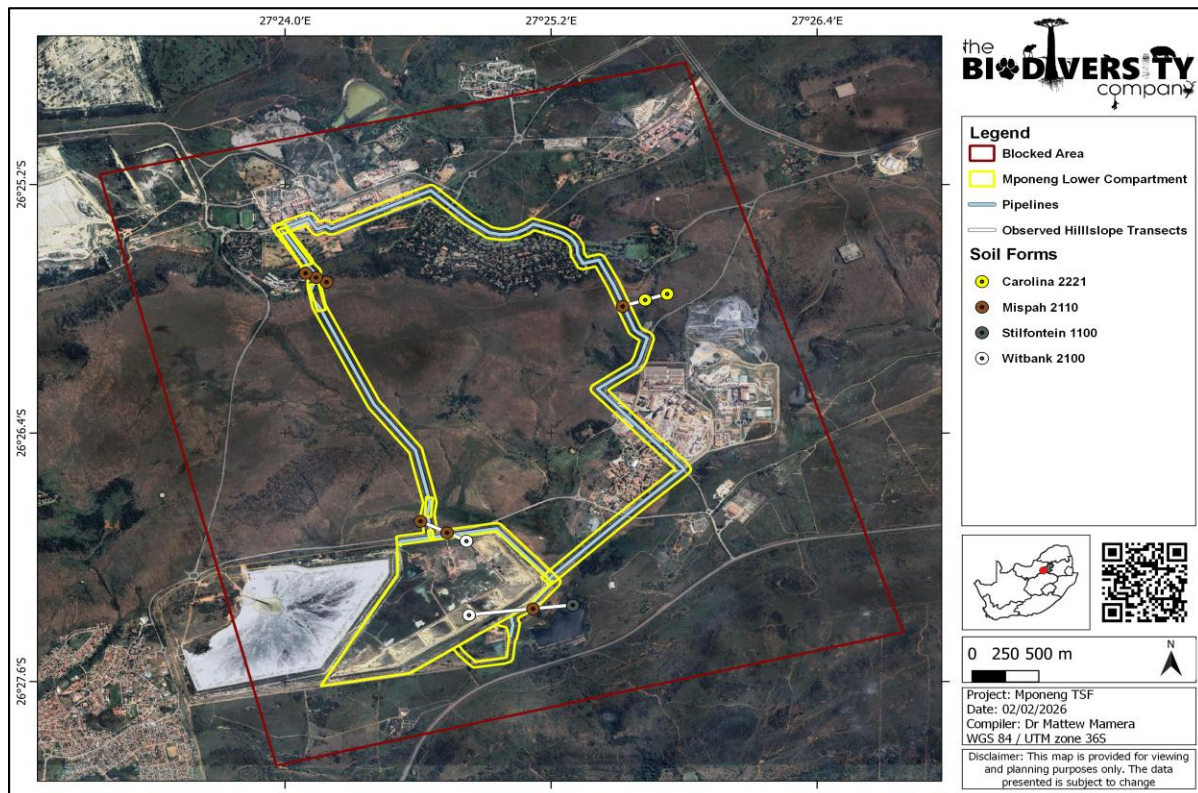 27°24.0'E
27°25.2'E
27°26.4'E
26°25.2'S
26°26.4'S
26°27.6'S
the
BIODIVERSITY
company
Legend
Blocked Area
Mponeng Lower Compartment
Pipelines
Observed Hilllslope Transects
Soil Forms
Carolina 2221
Mispah 2110
Stilfontein 1100
Witbank 2100
0 250 500 m
N
Project: Mponeng TSF
Date: 02/02/2026
Compiler: Dr Mattew Mamera
WGS 84 / UTM zone 36S
Disclaimer: This map is provided for viewing
and planning purposes only. The data
presented is subject to change